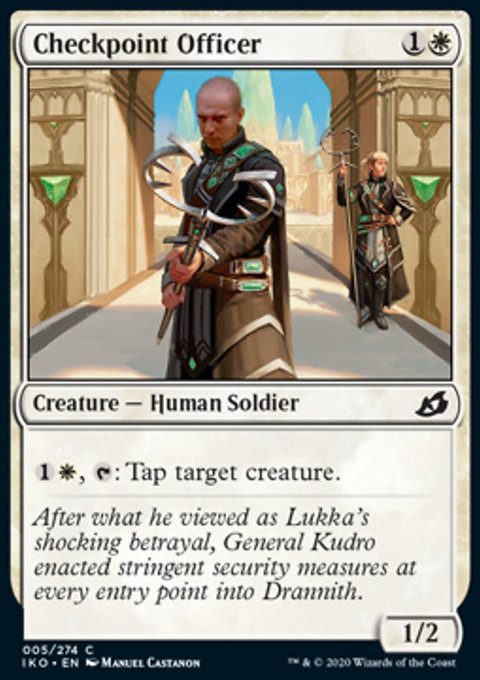 Checkpoint Officer 1
Creature — Human Soldier
1 , : Tap target creature.
After what he viewed as Lukka's
shocking betrayal, General Kudro
enacted stringent security measures at
every entry point into Drannith.
1/2
005/274 C
IKO • EN Manuel Castanon
™ & © 2020 Wizards of the Coast